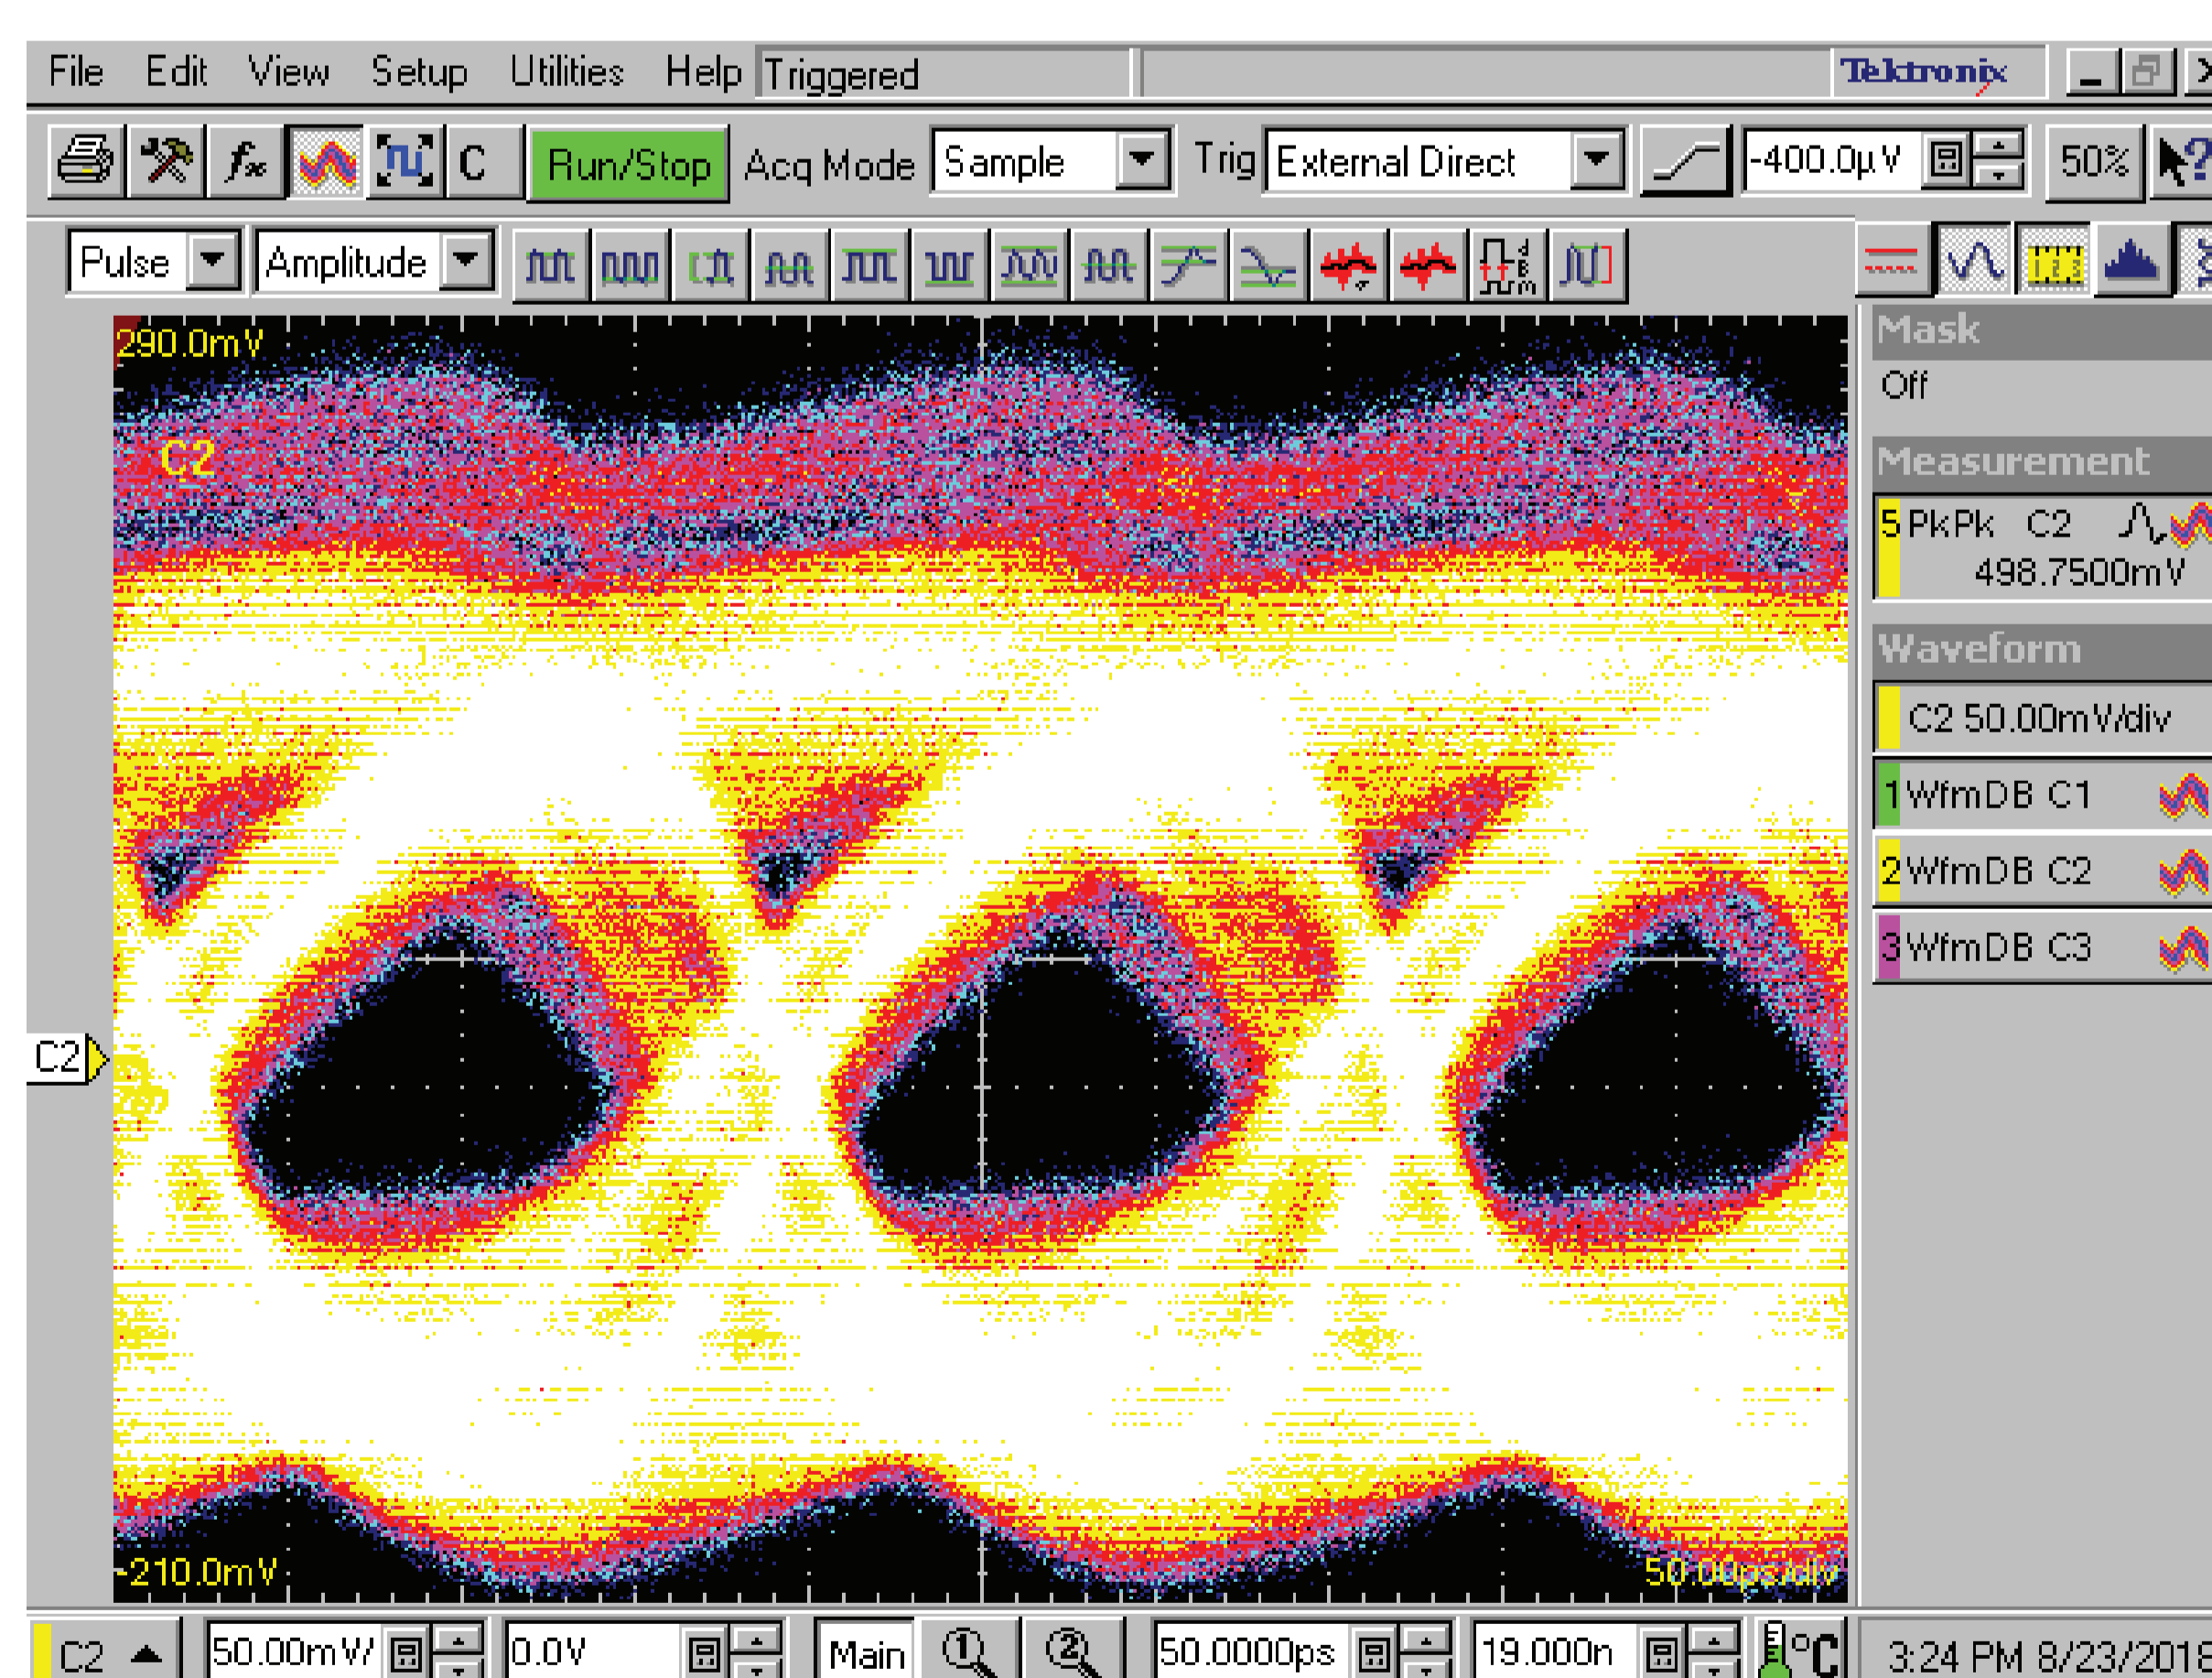 File Edit View Setup Utilities Help Triggered Tektronix
C Run/Stop Acq Mode Sample Trig External Direct -400.0µV 50% ?
Pulse Amplitude
290.0mV
C2
C2
-210.0mV
50.00ps/div
Mask
Off
Measurement
5 PkPk C2
498.7500mV
Waveform
C2 50.00mV/div
1 WfmDB C1
2 WfmDB C2
3 WfmDB C3
C2 50.00mV/ 0.0V Main 1 2 50.0000ps 19.000n °C 3:24 PM 8/23/2018